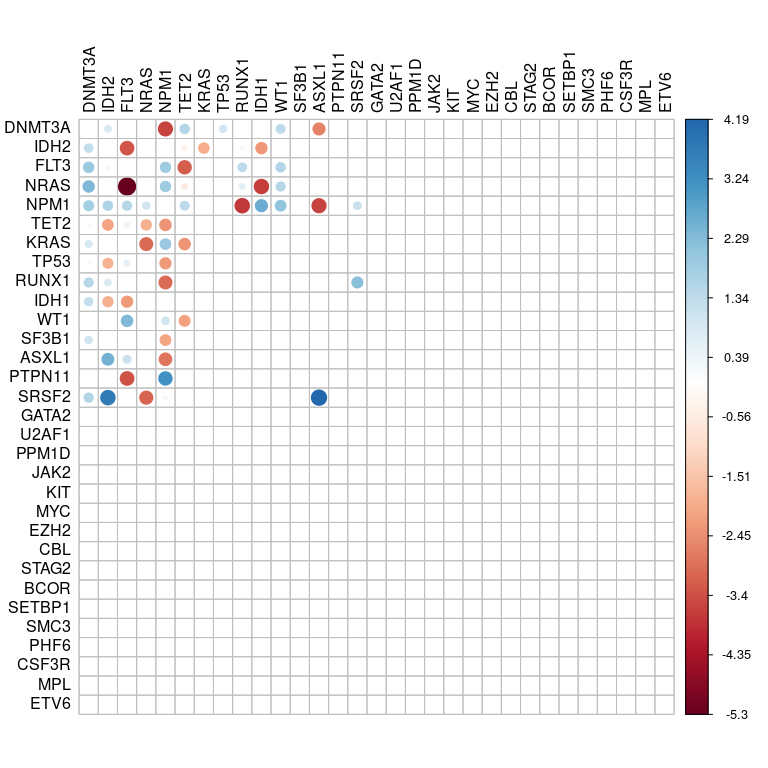 DNMT3A IDH2 FLT3 NRAS NPM1 TET2 KRAS TP53 RUNX1 IDH1 WT1 SF3B1 ASXL1 PTPN11 SRSF2 GATA2 U2AF1 PPM1D JAK2 KIT MYC EZH2 CBL STAG2 BCOR SETBP1 SMC3 PHF6 CSF3R MPL ETV6
DNMT3A
IDH2
FLT3
NRAS
NPM1
TET2
KRAS
TP53
RUNX1
IDH1
WT1
SF3B1
ASXL1
PTPN11
SRSF2
GATA2
U2AF1
PPM1D
JAK2
KIT
MYC
EZH2
CBL
STAG2
BCOR
SETBP1
SMC3
PHF6
CSF3R
MPL
ETV6
4.19
3.24
2.29
1.34
0.39
-0.56
-1.51
-2.45
-3.4
-4.35
-5.3